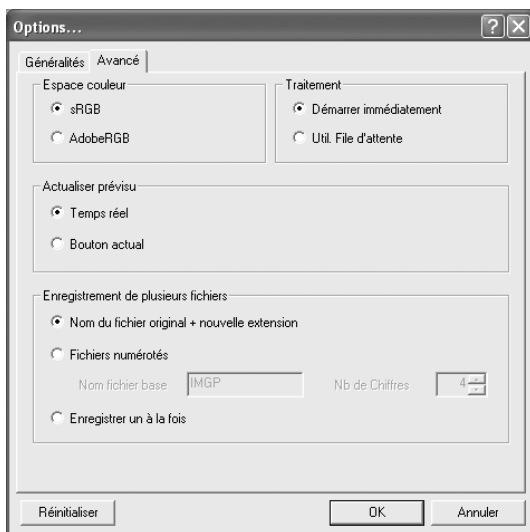 Options...
Généralités Avancé
Espace couleur
sRGB
AdobeRGB
Traitement
Démarrer immédiatement
Util. File d'attente
Actualiser prévisu
Temps réel
Bouton actual
Enregistrement de plusieurs fichiers
Nom du fichier original + nouvelle extension
Fichiers numérotés
Nom fichier base IMGP Nb de Chiffres 4
Enregistrer un à la fois
Réinitialiser OK Annuler